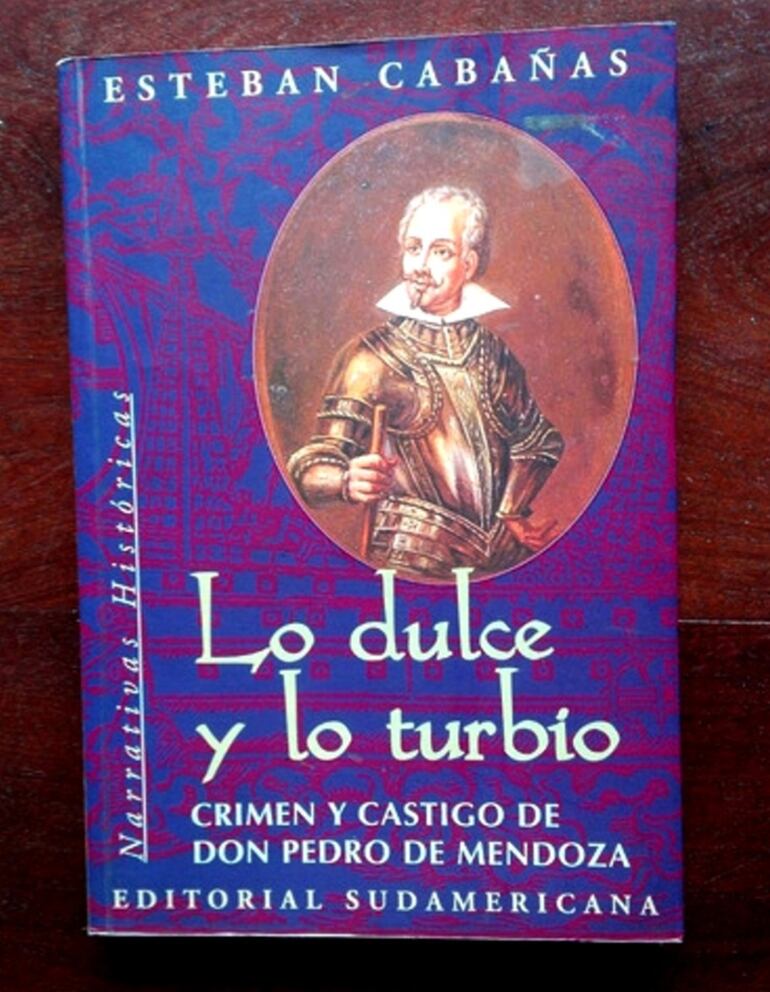 ESTEBAN CABAÑAS
Narrativas Históricas
Lo dulce
y lo turbio
CRIMEN Y CASTIGO DE
DON PEDRO DE MENDOZA
EDITORIAL SUDAMERICANA